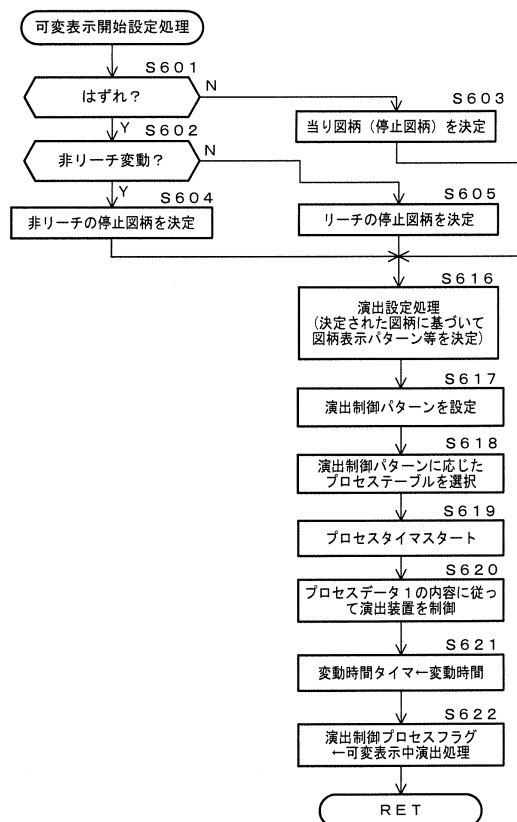 可変表示開始設定処理
S601
はずれ?
N
Y
S603
当り図柄(停止図柄)を決定
S602
非リーチ変動?
N
Y
S604
非リーチの停止図柄を決定
S605
リーチの停止図柄を決定
S616
演出設定処理
(決定された図柄に基づいて
図柄表示パターン等を決定)
S617
演出制御パターンを設定
S618
演出制御パターンに応じた
プロセステーブルを選択
S619
プロセスタイマスタート
S620
プロセスデータ1の内容に従っ
て演出装置を制御
S621
変動時間タイマ←変動時間
S622
演出制御プロセスフラグ
←可変表示中演出処理
RET